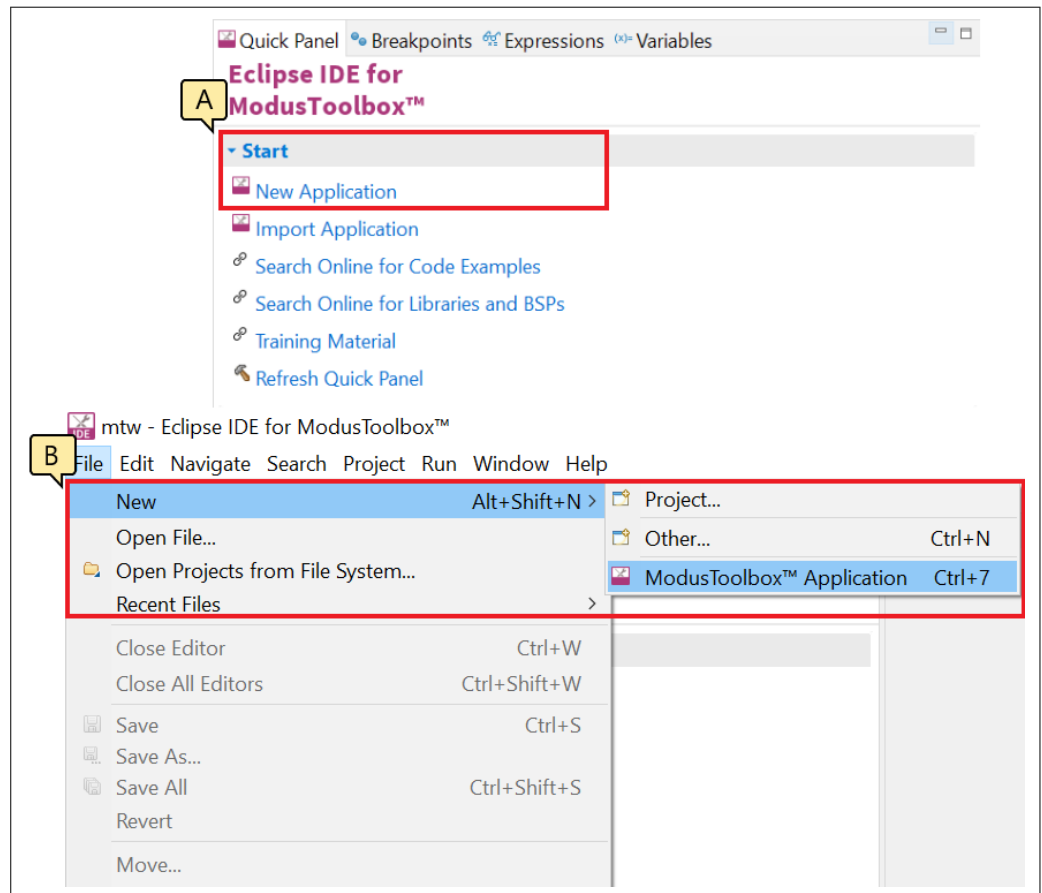 Quick Panel Breakpoints Expressions (x)= Variables
Eclipse IDE for
ModusToolbox™
A
Start
New Application
Import Application
Search Online for Code Examples
Search Online for Libraries and BSPs
Training Material
Refresh Quick Panel
IDE mtw - Eclipse IDE for ModusToolbox™
B
File Edit Navigate Search Project Run Window Help
New Alt+Shift+N > Project...
Open File... Other... Ctrl+N
Open Projects from File System... ModusToolbox™ Application Ctrl+7
Recent Files >
Close Editor Ctrl+W
Close All Editors Ctrl+Shift+W
Save Ctrl+S
Save As...
Save All Ctrl+Shift+S
Revert
Move...